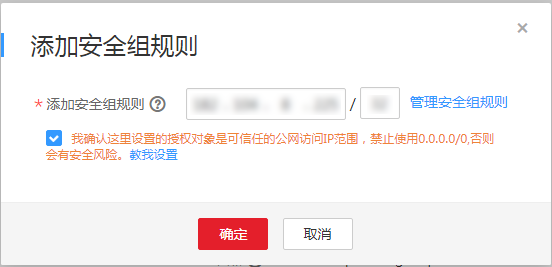 添加安全组规则
* 添加安全组规则 ? / 管理安全组规则
我确认这里设置的授权对象是可信任的公网访问IP范围，禁止使用0.0.0.0/0,否则
会有安全风险。教我设置
确定 取消